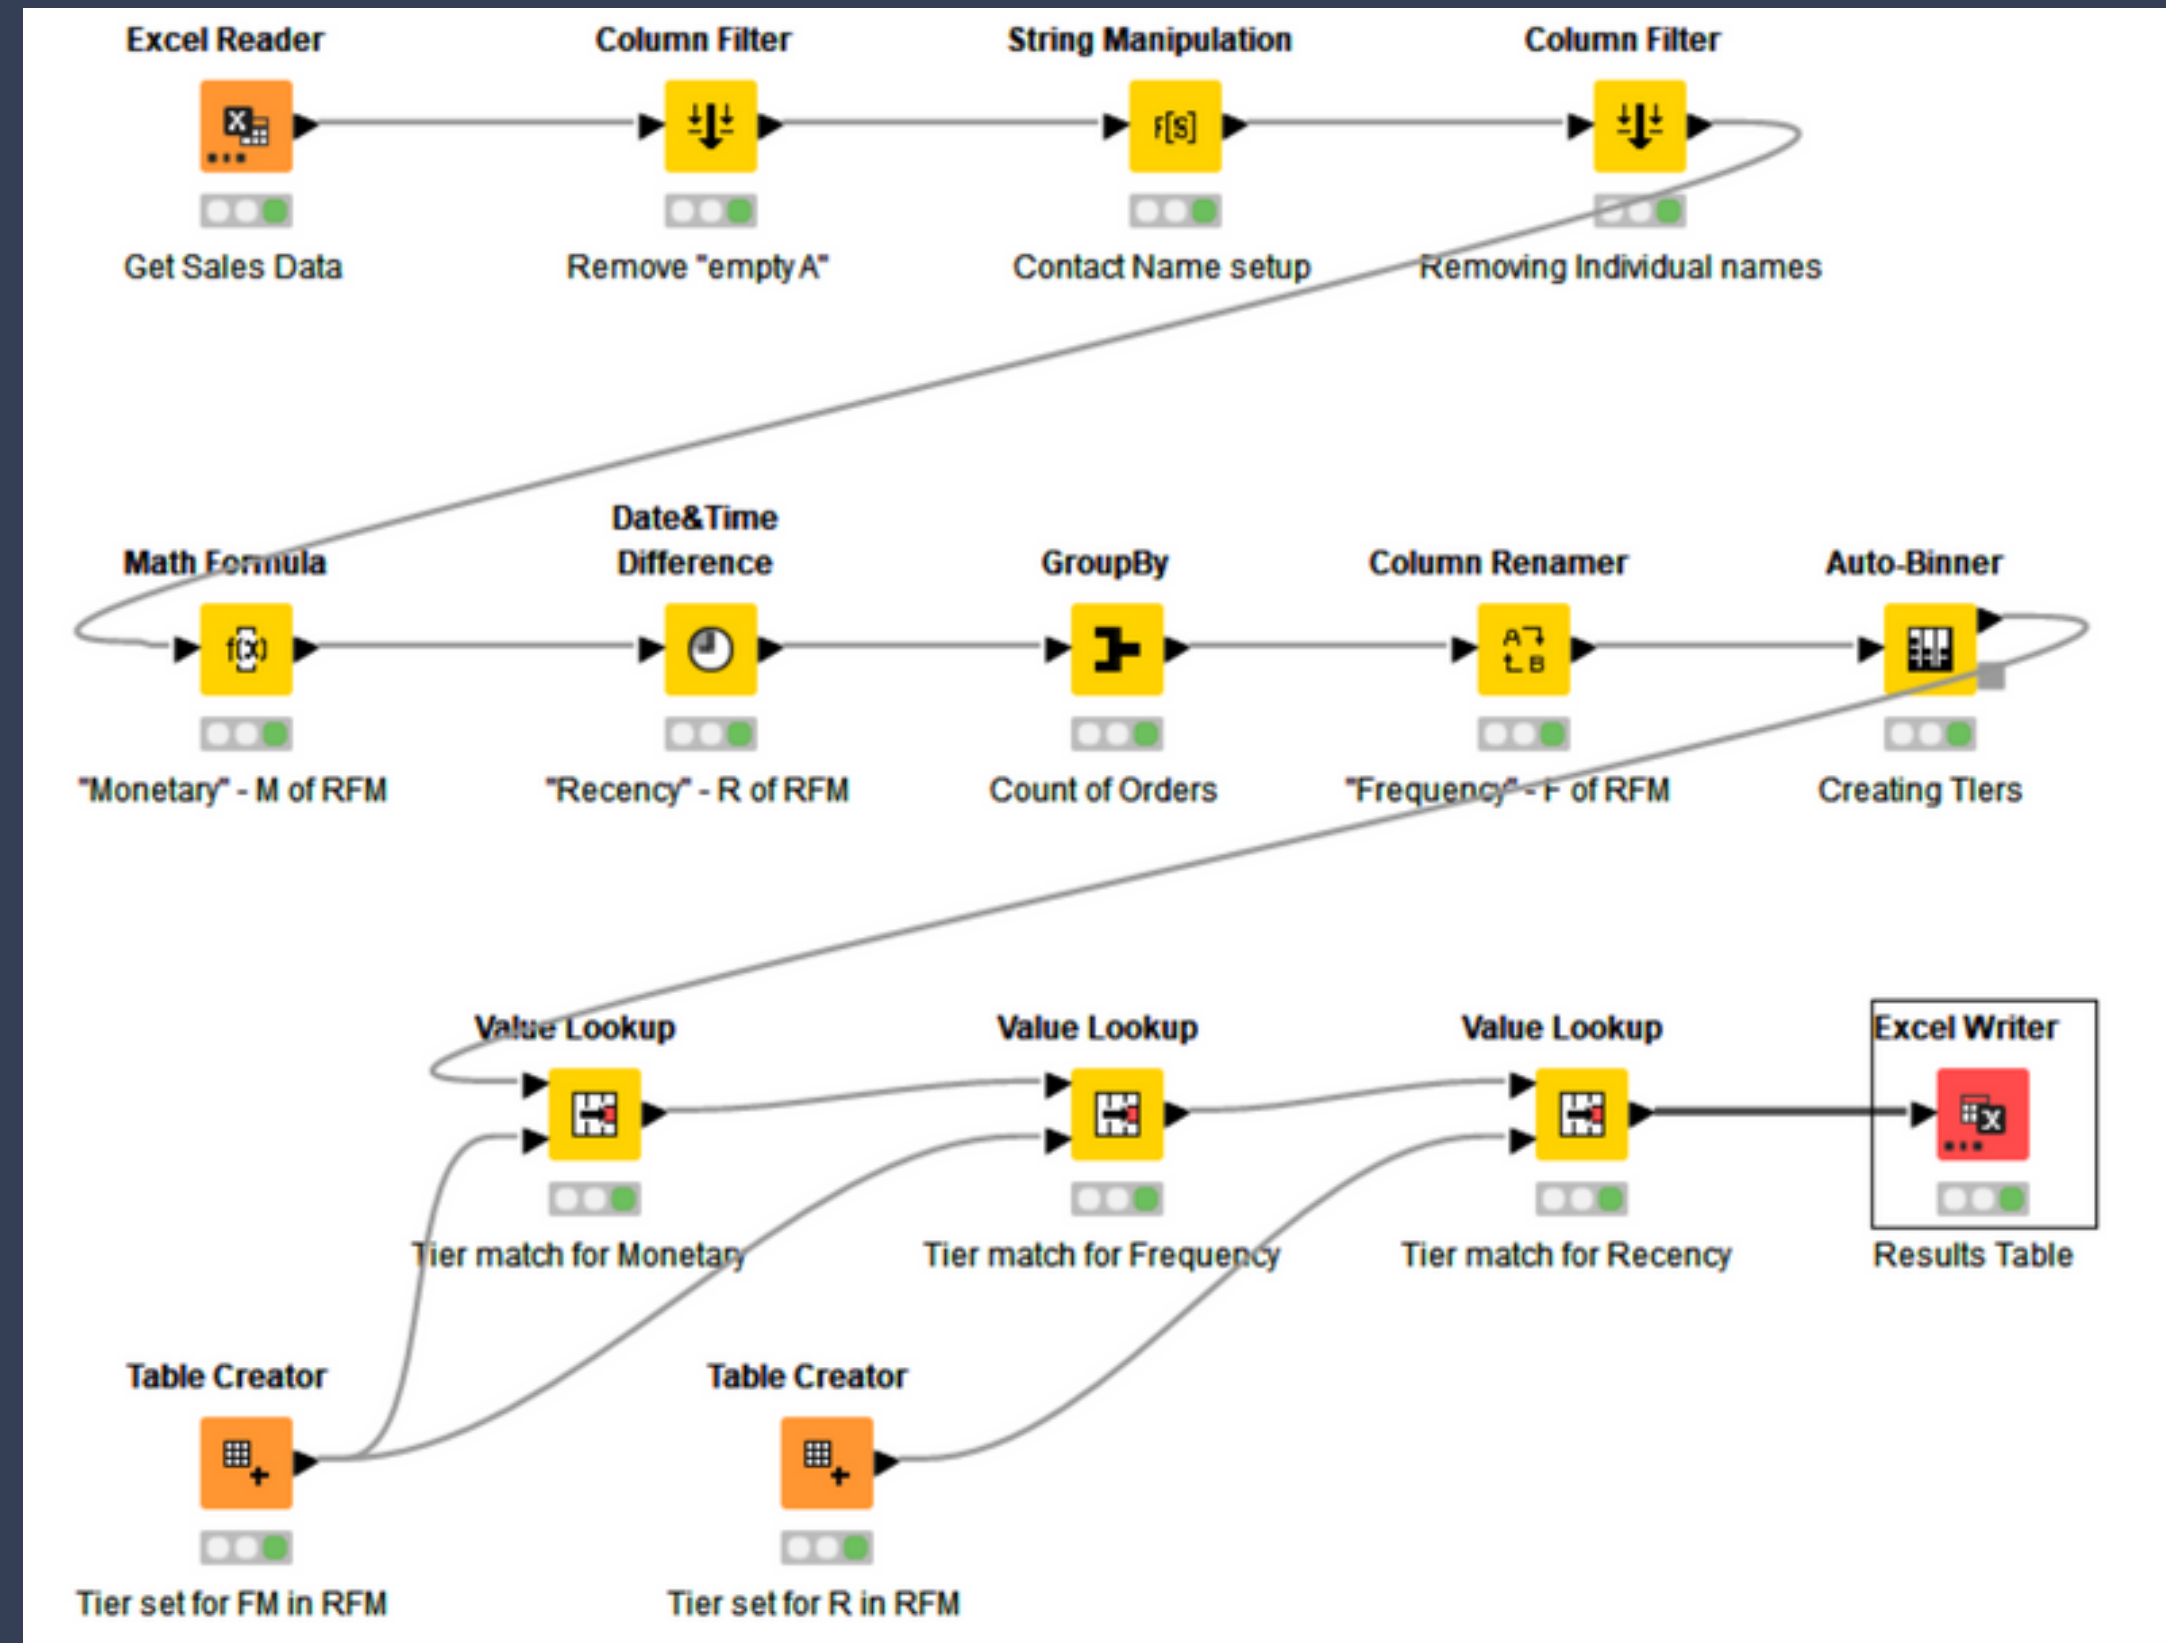 Excel Reader
Column Filter
String Manipulation
Column Filter
F[S]
Get Sales Data
Remove "empty A"
Contact Name setup
Removing Individual names
Math Formula
Date&Time
Difference
GroupBy
Column Renamer
Auto-Binner
f(x)
A
B
"Monetary" - M of RFM
"Recency" - R of RFM
Count of Orders
"Frequency" - F of RFM
Creating TIers
Value Lookup
Value Lookup
Value Lookup
Excel Writer
Tier match for Monetary
Tier match for Frequency
Tier match for Recency
Results Table
Table Creator
Table Creator
Tier set for FM in RFM
Tier set for R in RFM